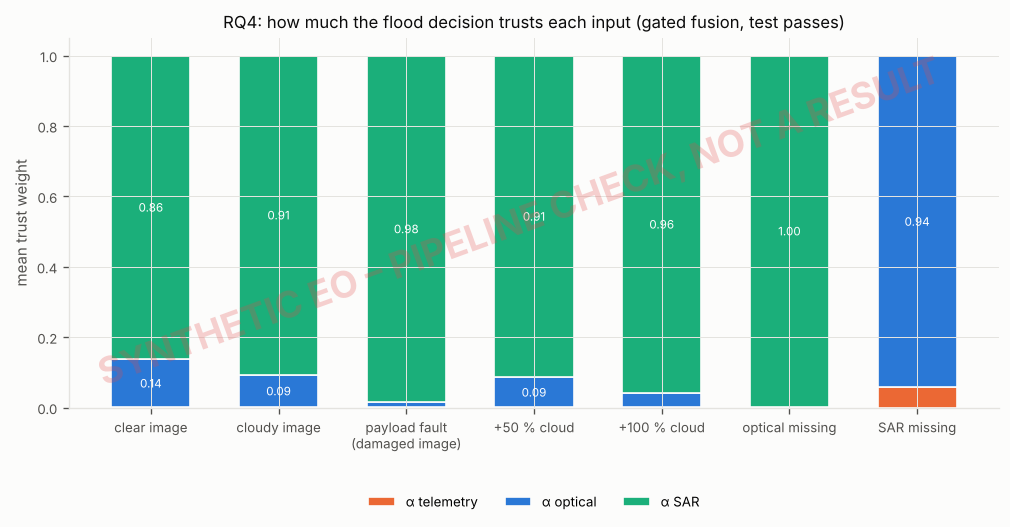 RQ4: how much the flood decision trusts each input (gated fusion, test passes)
mean trust weight
1.0
0.8
0.6
0.4
0.2
0.0
0.86
0.14
0.91
0.09
0.98
0.91
0.09
0.96
1.00
0.94
SYNTHETIC EO – PIPELINE CHECK, NOT A RESULT
clear image
cloudy image
payload fault
(damaged image)
+50 % cloud
+100 % cloud
optical missing
SAR missing
α telemetry
α optical
α SAR